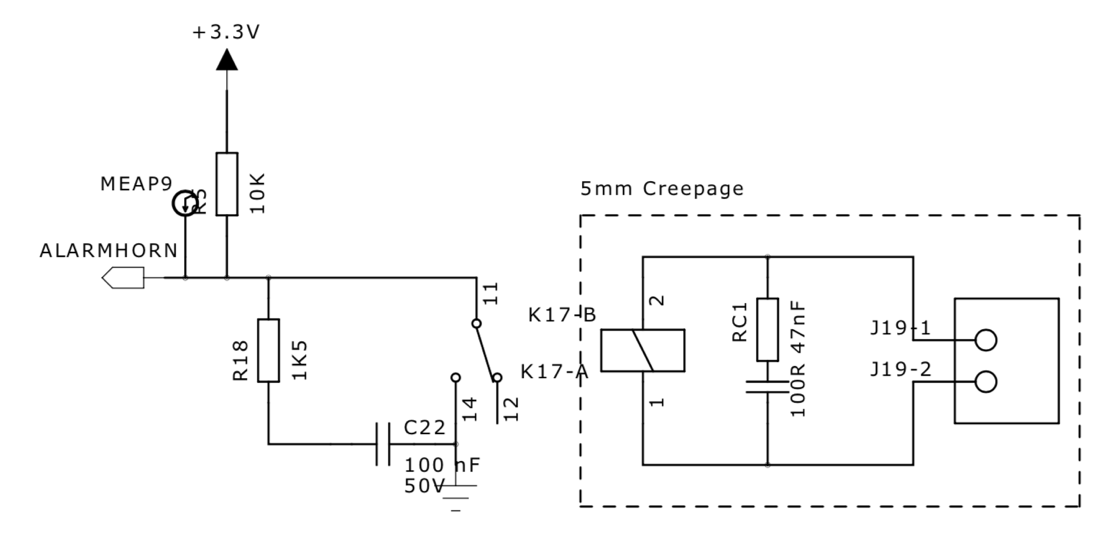 +3.3V
MEAP9
R5
10K
5mm Creepage
ALARMHORN
11
2
K17-B
RC1
100R 47nF
J19-1
R18
1K5
K17-A
J19-2
14
12
1
C22
100 nF
50V